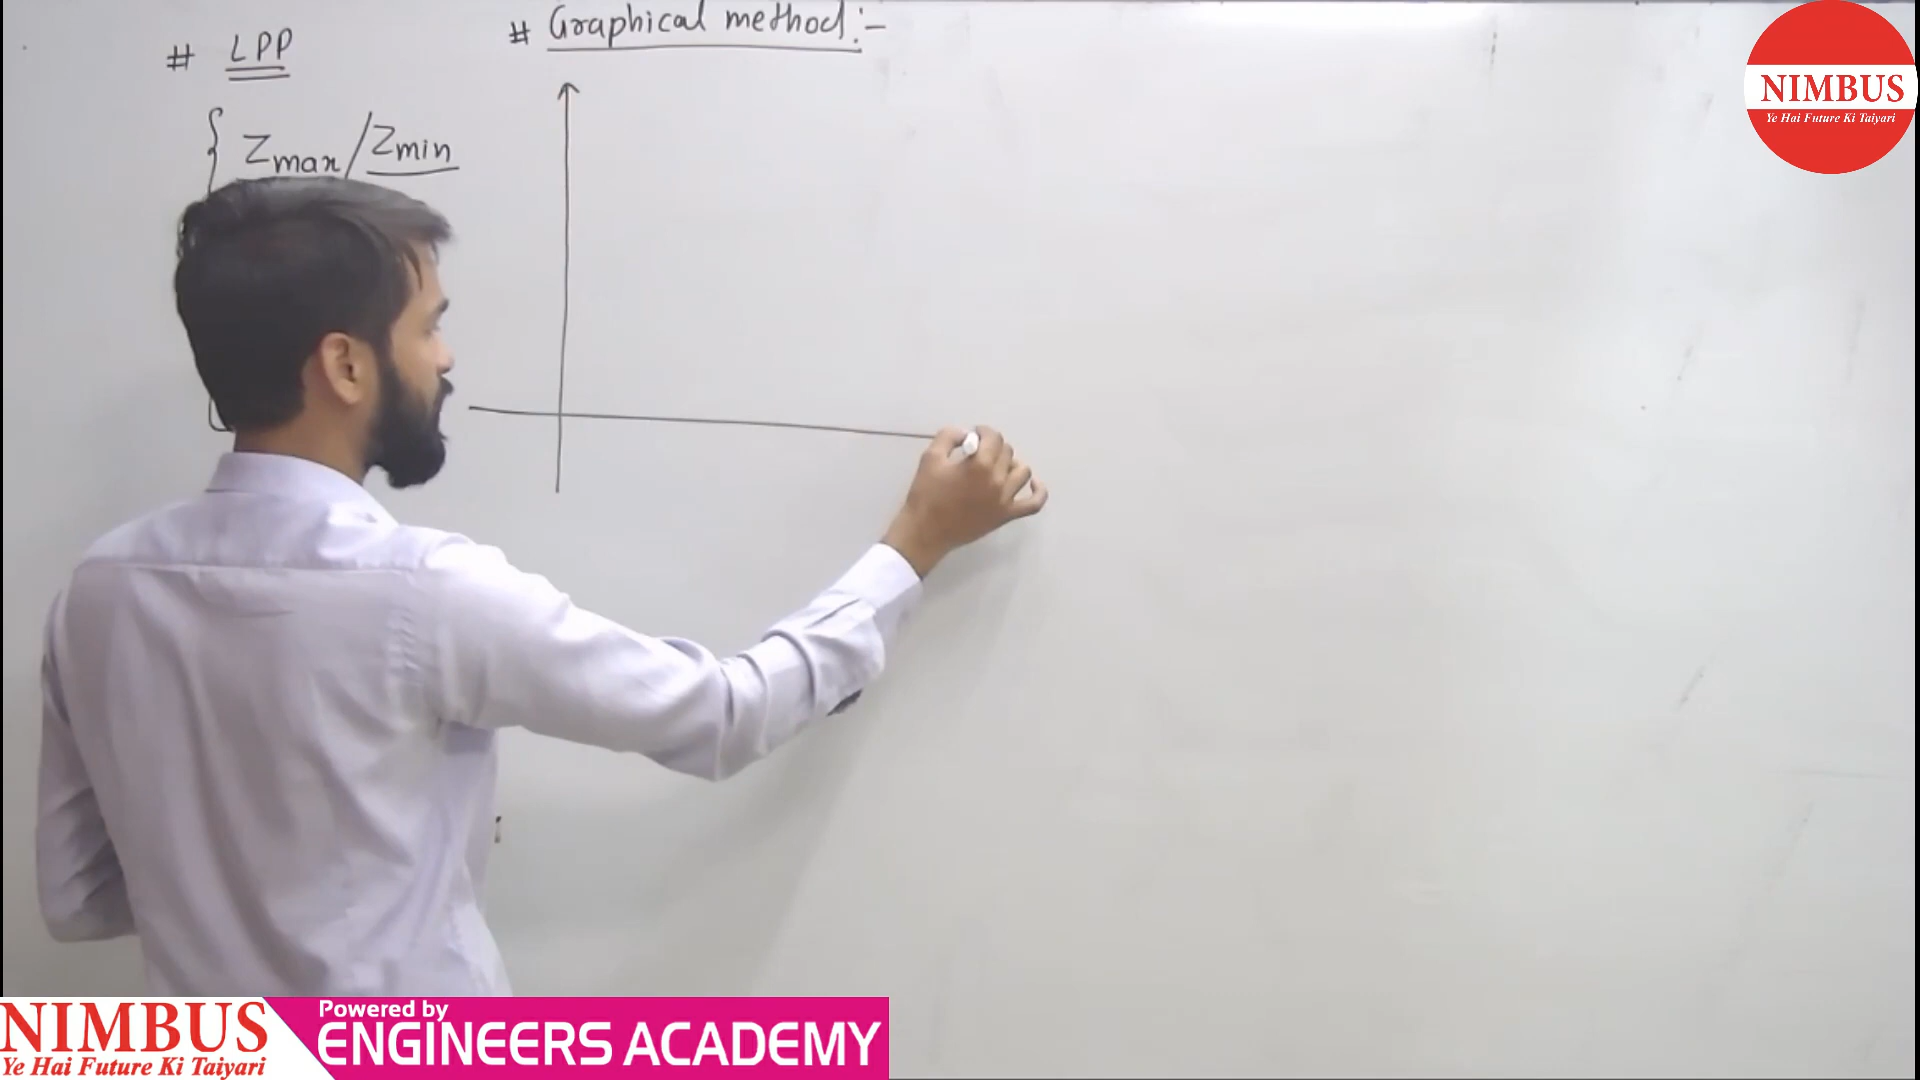 # LPP
# Graphical method:-
Zmax/Zmin
NIMBUS
Ye Hai Future Ki Taiyari
NIMBUS
Ye Hai Future Ki Taiyari
Powered by
ENGINEERS ACADEMY